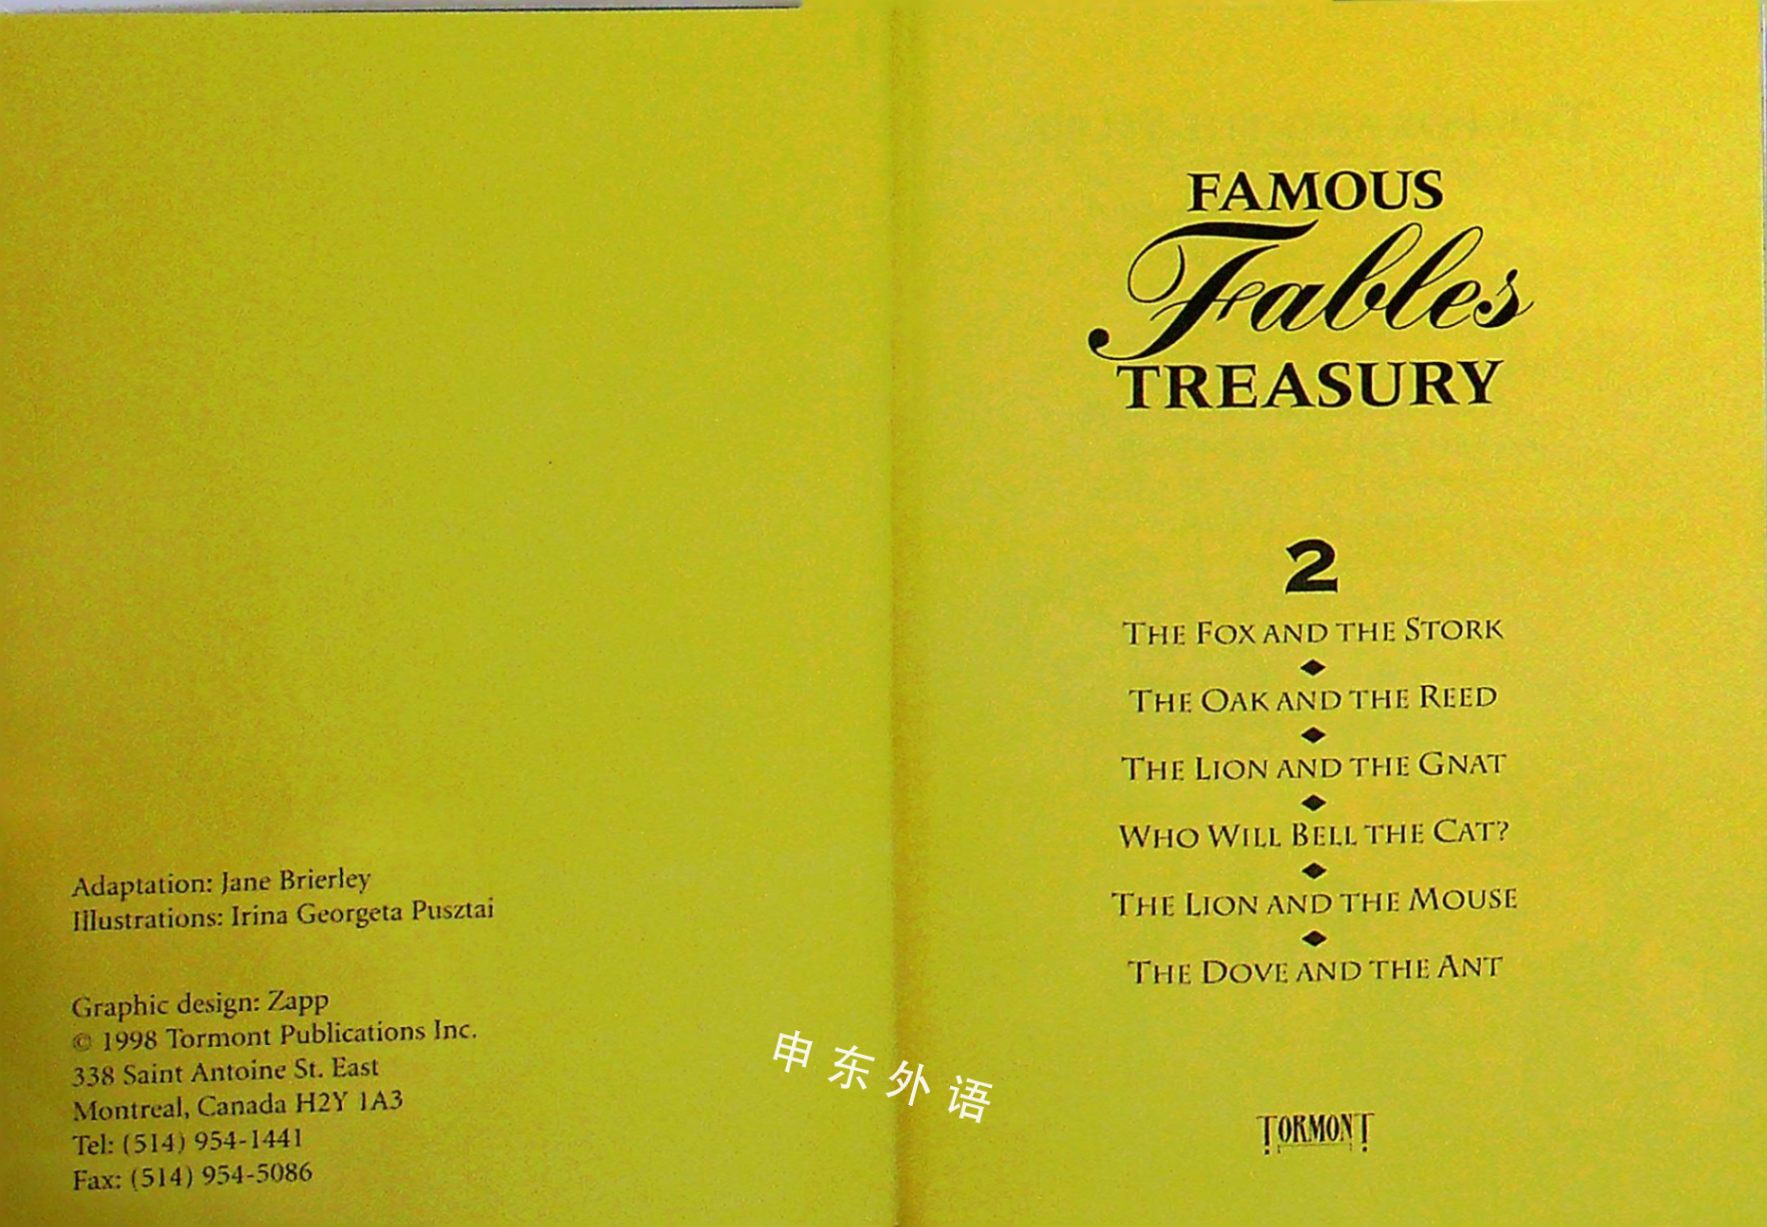 Adaptation: Jane Brierley
Illustrations: Irina Georgeta Pusztai
Graphic design: Zapp
© 1998 Tormont Publications Inc.
338 Saint Antoine St. East
Montreal, Canada H2Y 1A3
Tel: (514) 954-1441
Fax: (514) 954-5086
FAMOUS
Fables
TREASURY
2
THE FOX AND THE STORK
THE OAK AND THE REED
THE LION AND THE GNAT
WHO WILL BELL THE CAT?
THE LION AND THE MOUSE
THE DOVE AND THE ANT
TORMONT
申东外语